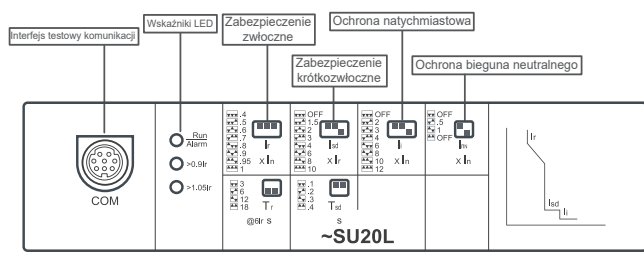 Wskaźniki LED
Zabezpieczenie
zwłoczne
Ochrona natychmiastowa
Interfejs testowy komunikacji
Zabezpieczenie
krótkozwłoczne
Ochrona bieguna neutralnego
COM
Run
Alarm
>0.9Ir
>1.05Ir
.4
.5
.6
.7
.8
.9
.95
1
Ir
x In
OFF
1.5
2
3
4
6
8
10
Isd
x Ir
OFF
2
3
4
6
8
10
12
Ii
x In
OFF
.5
1
OFF
x In
3
6
12
18
Tr
@6Ir s
.1
.2
.3
.4
Tsd
s
~SU20L
Ir
Isd
Ii